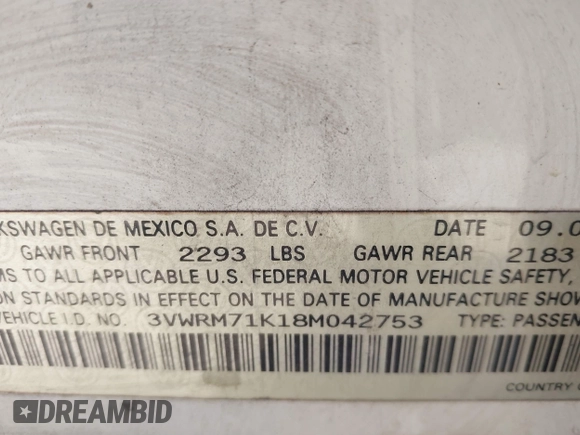 KSWAGEN DE MEXICO S.A. DE C.V. DATE 09.0
GAWR FRONT 2293 LBS GAWR REAR 2183
MS TO ALL APPLICABLE U.S. FEDERAL MOTOR VEHICLE SAFETY,
ON STANDARDS IN EFFECT ON THE DATE OF MANUFACTURE SHOW
VEHICLE I.D. NO. 3VWRM71K18M042753 TYPE: PASSEN
COUNTRY
DREAMBID